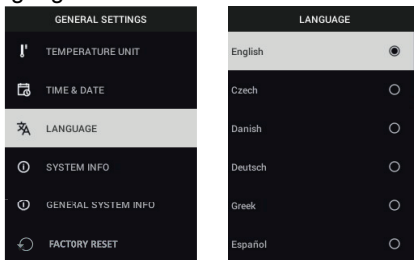 GENERAL SETTINGS
TEMPERATURE UNIT
TIME & DATE
LANGUAGE
SYSTEM INFO
GENERAL SYSTEM INFO
FACTORY RESET
LANGUAGE
English
Czech
Danish
Deutsch
Greek
Español